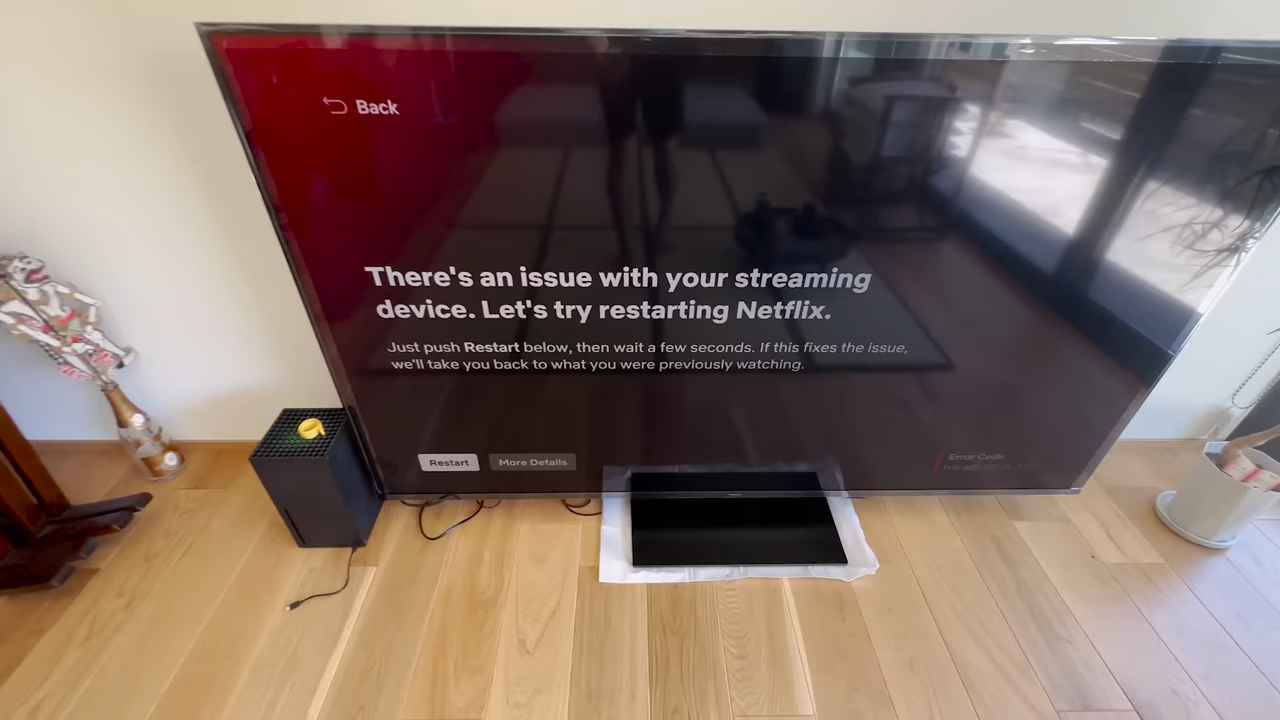 Back
There's an issue with your streaming
device. Let's try restarting Netflix.
Just push Restart below, then wait a few seconds. If this fixes the issue,
we'll take you back to what you were previously watching.
Restart
More Details
Error Code